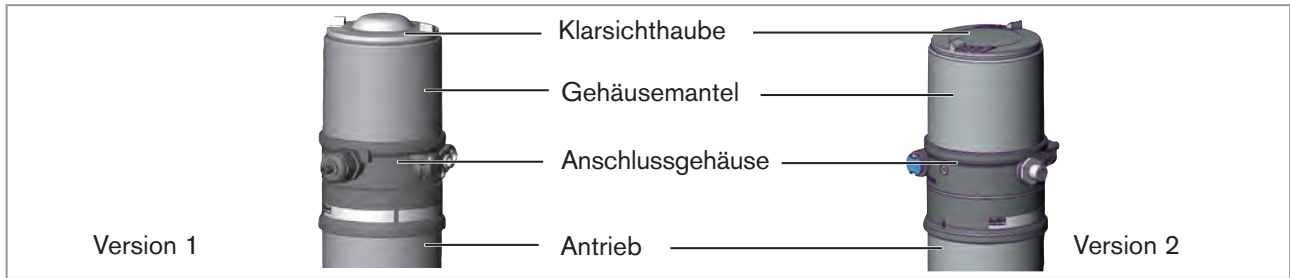 Klarsichthaube
Gehäusemantel
Anschlussgehäuse
Antrieb
Version 1
Version 2